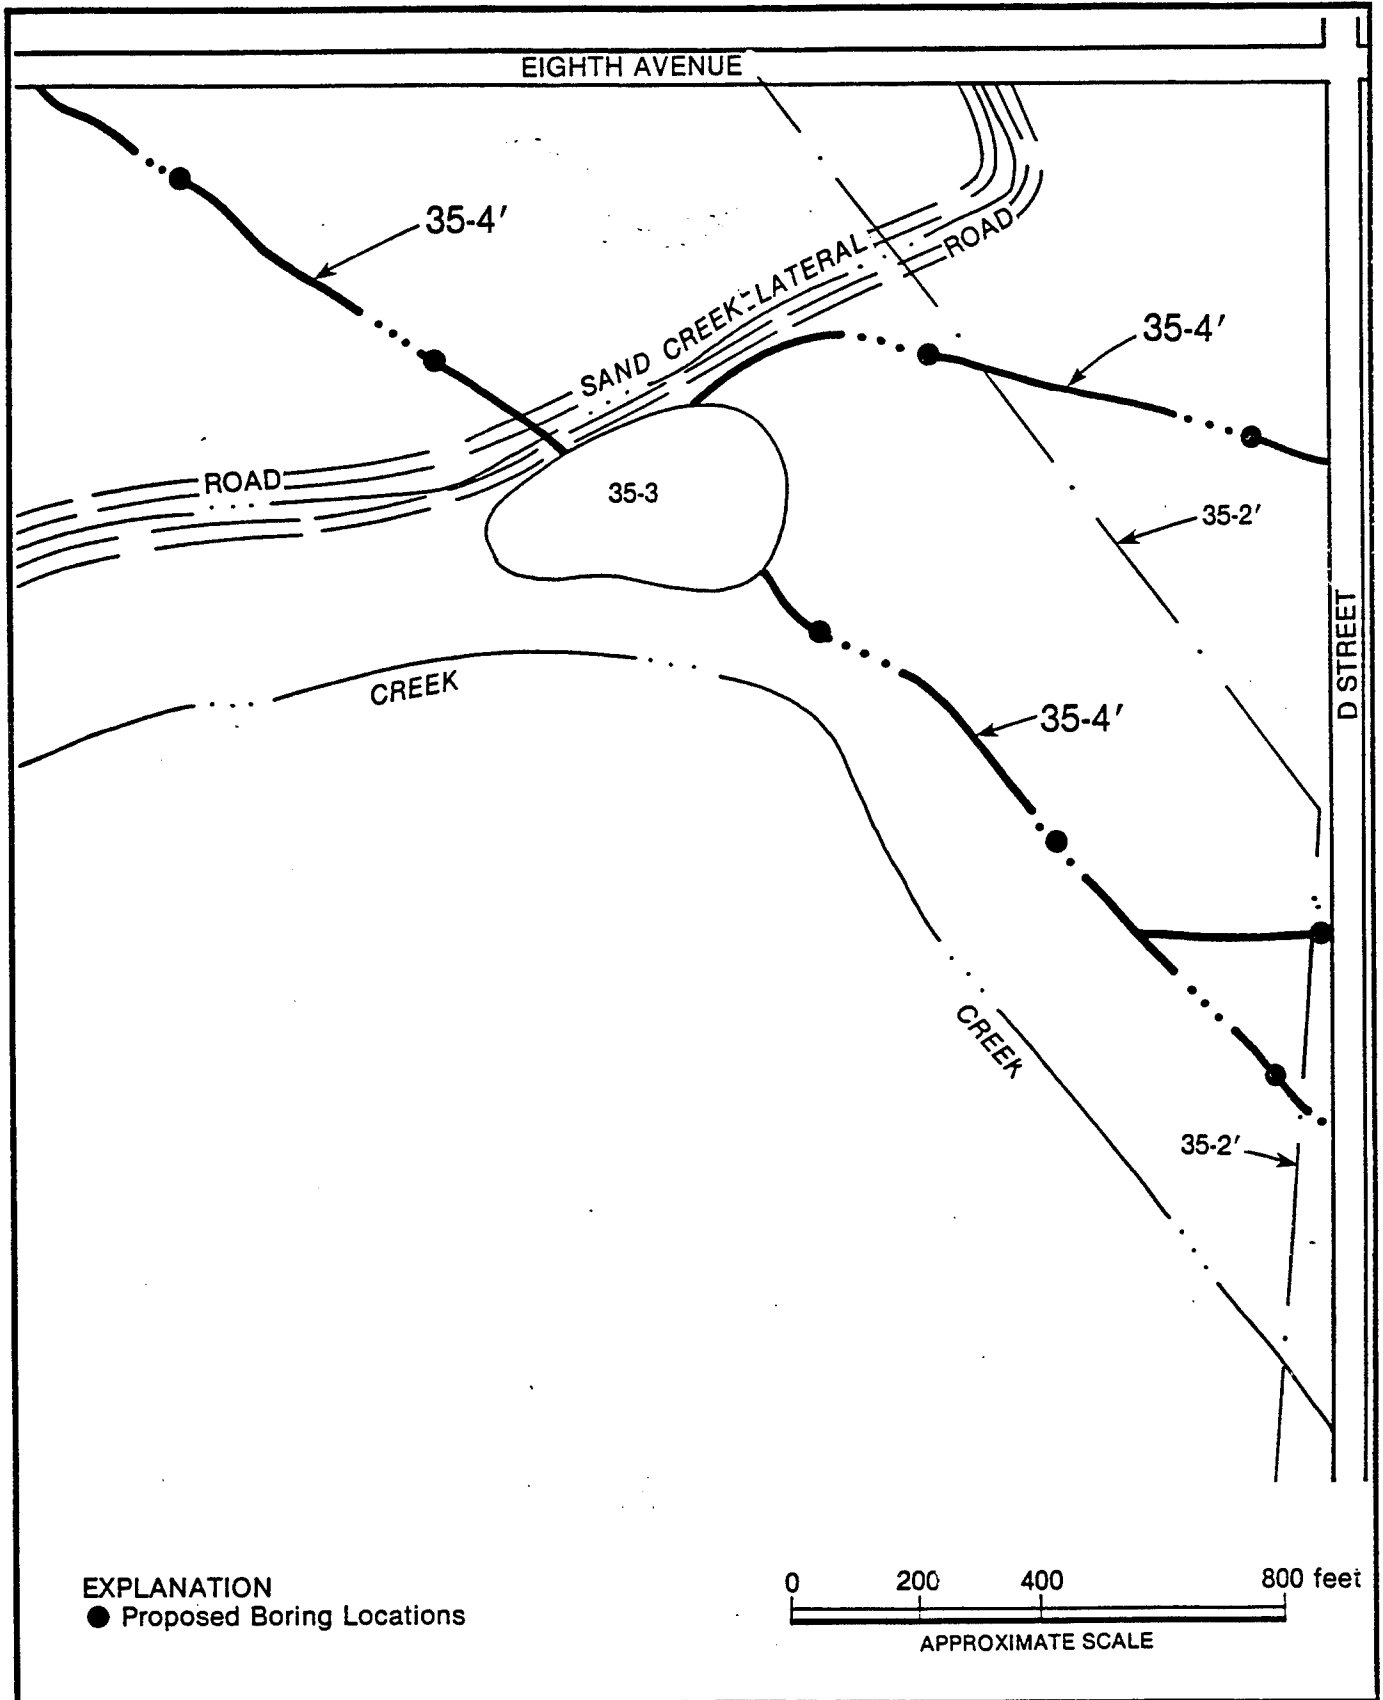 EIGHTH AVENUE
35-4'
SAND CREEK LATERAL
ROAD
35-4'
ROAD
35-3
35-2'
D STREET
CREEK
35-4'
CREEK
35-2'
EXPLANATION
● Proposed Boring Locations
0 200 400 800 feet
APPROXIMATE SCALE